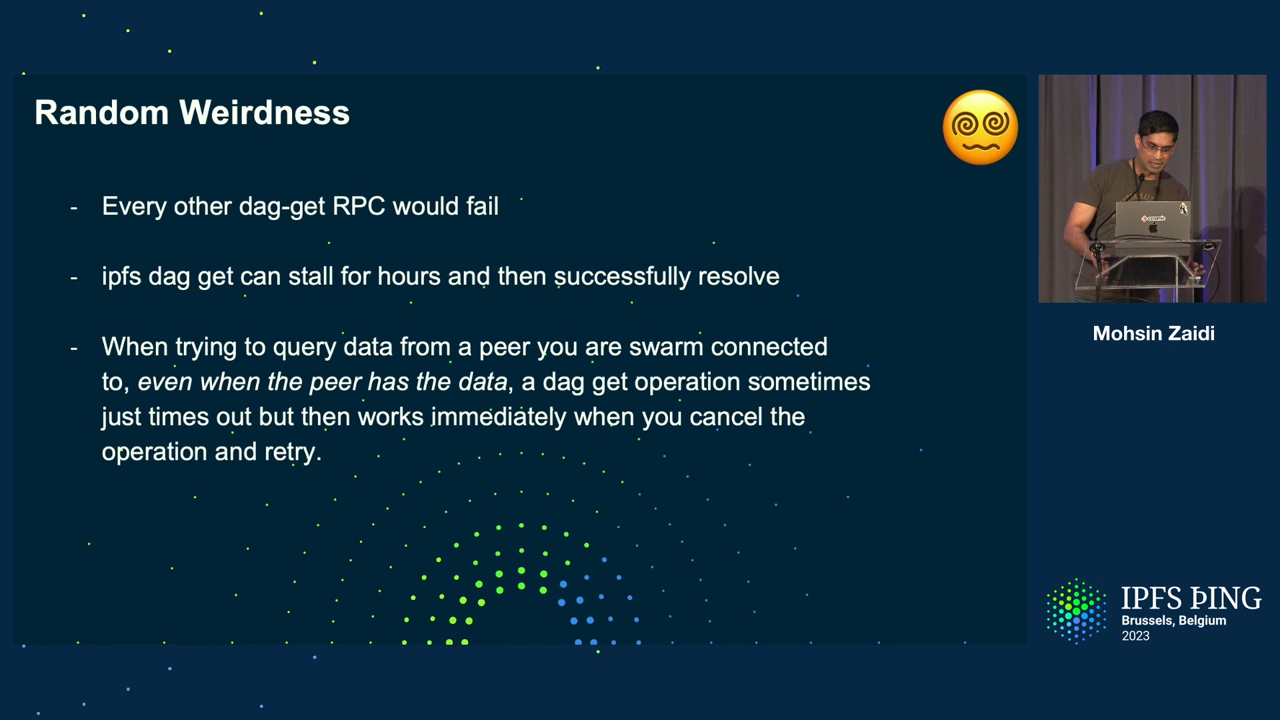 Random Weirdness
- Every other dag-get RPC would fail
- ipfs dag get can stall for hours and then successfully resolve
- When trying to query data from a peer you are swarm connected
to, even when the peer has the data, a dag get operation sometimes
just times out but then works immediately when you cancel the
operation and retry.
ceramic
Mohsin Zaidi
IPFS ÞING
Brussels, Belgium
2023